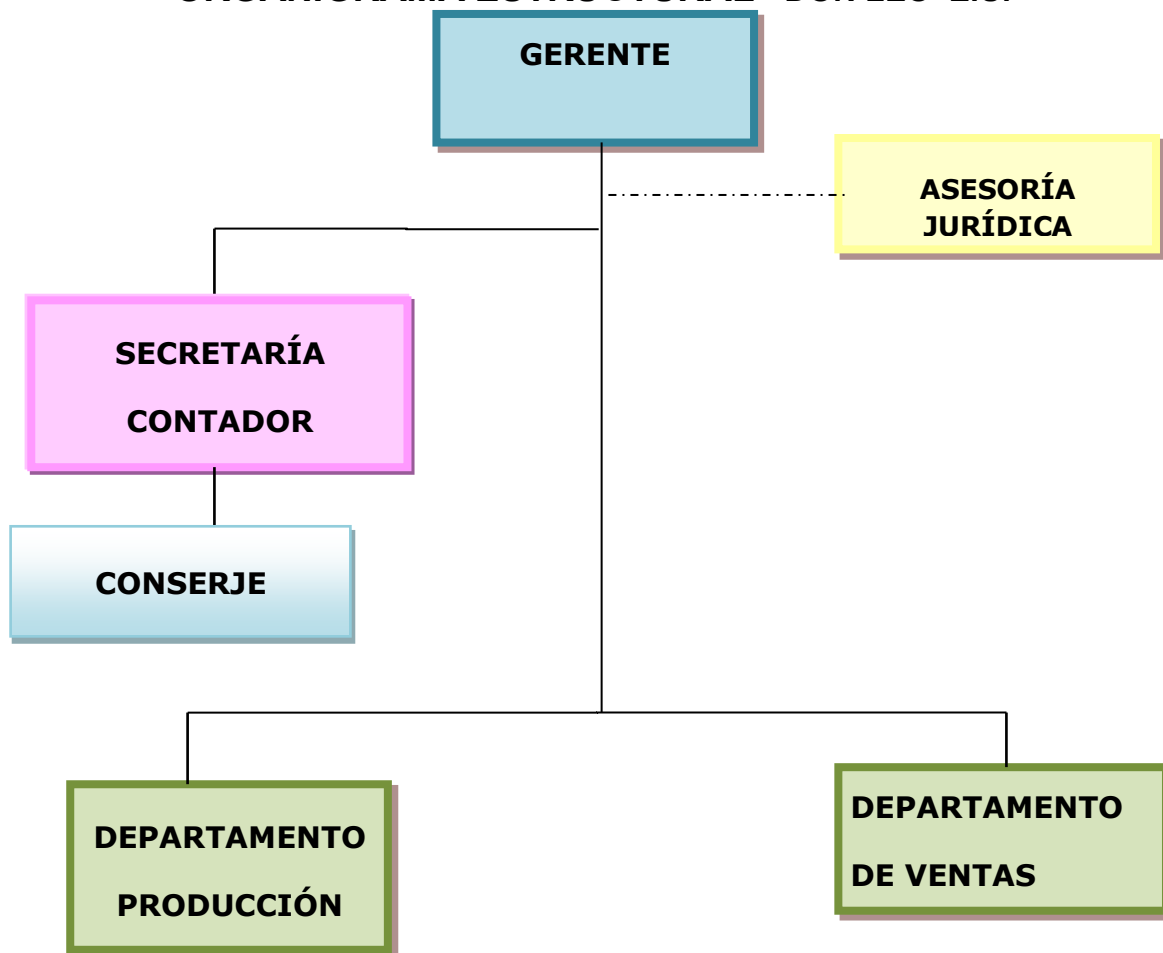 GERENTE
ASESORÍA
JURÍDICA
SECRETARÍA
CONTADOR
CONSERJE
DEPARTAMENTO
PRODUCCIÓN
DEPARTAMENTO
DE VENTAS